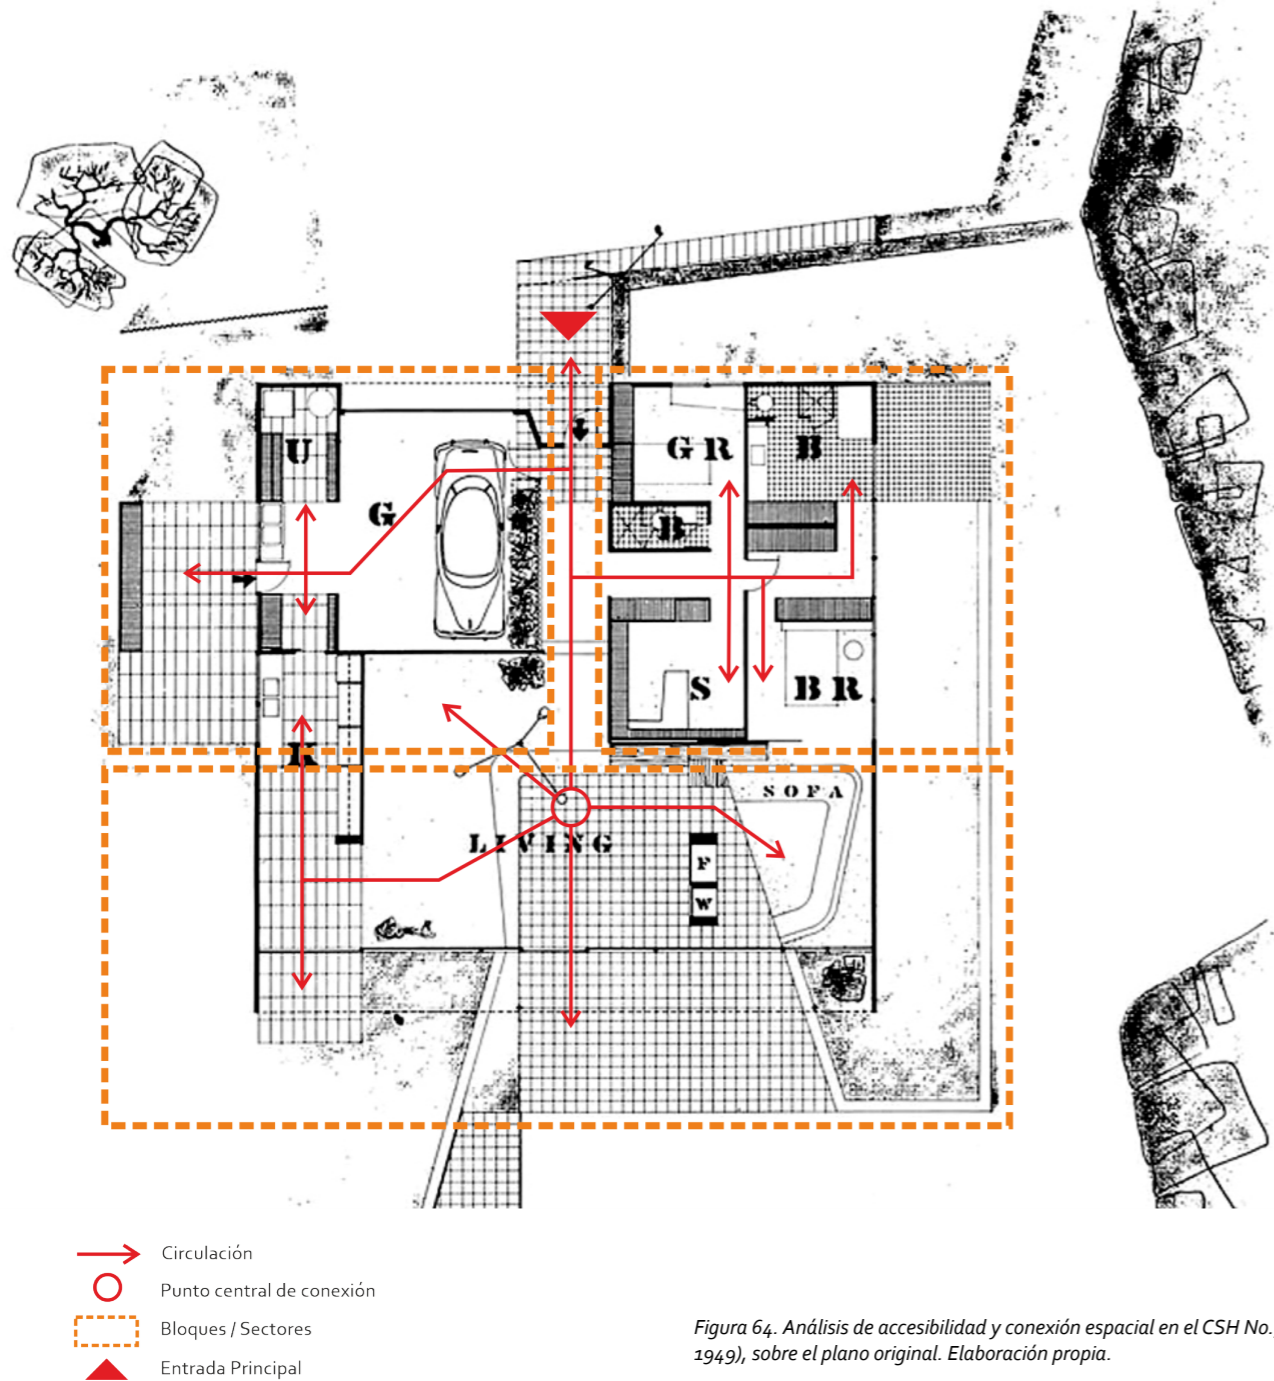 U
G
G R
B
B
S
B R
K
SOFA
LIVING
F
W
Circulación
Punto central de conexión
Bloques / Sectores
Entrada Principal
Figura 64. Análisis de accesibilidad y conexión espacial en el CSH No.
1949), sobre el plano original. Elaboración propia.